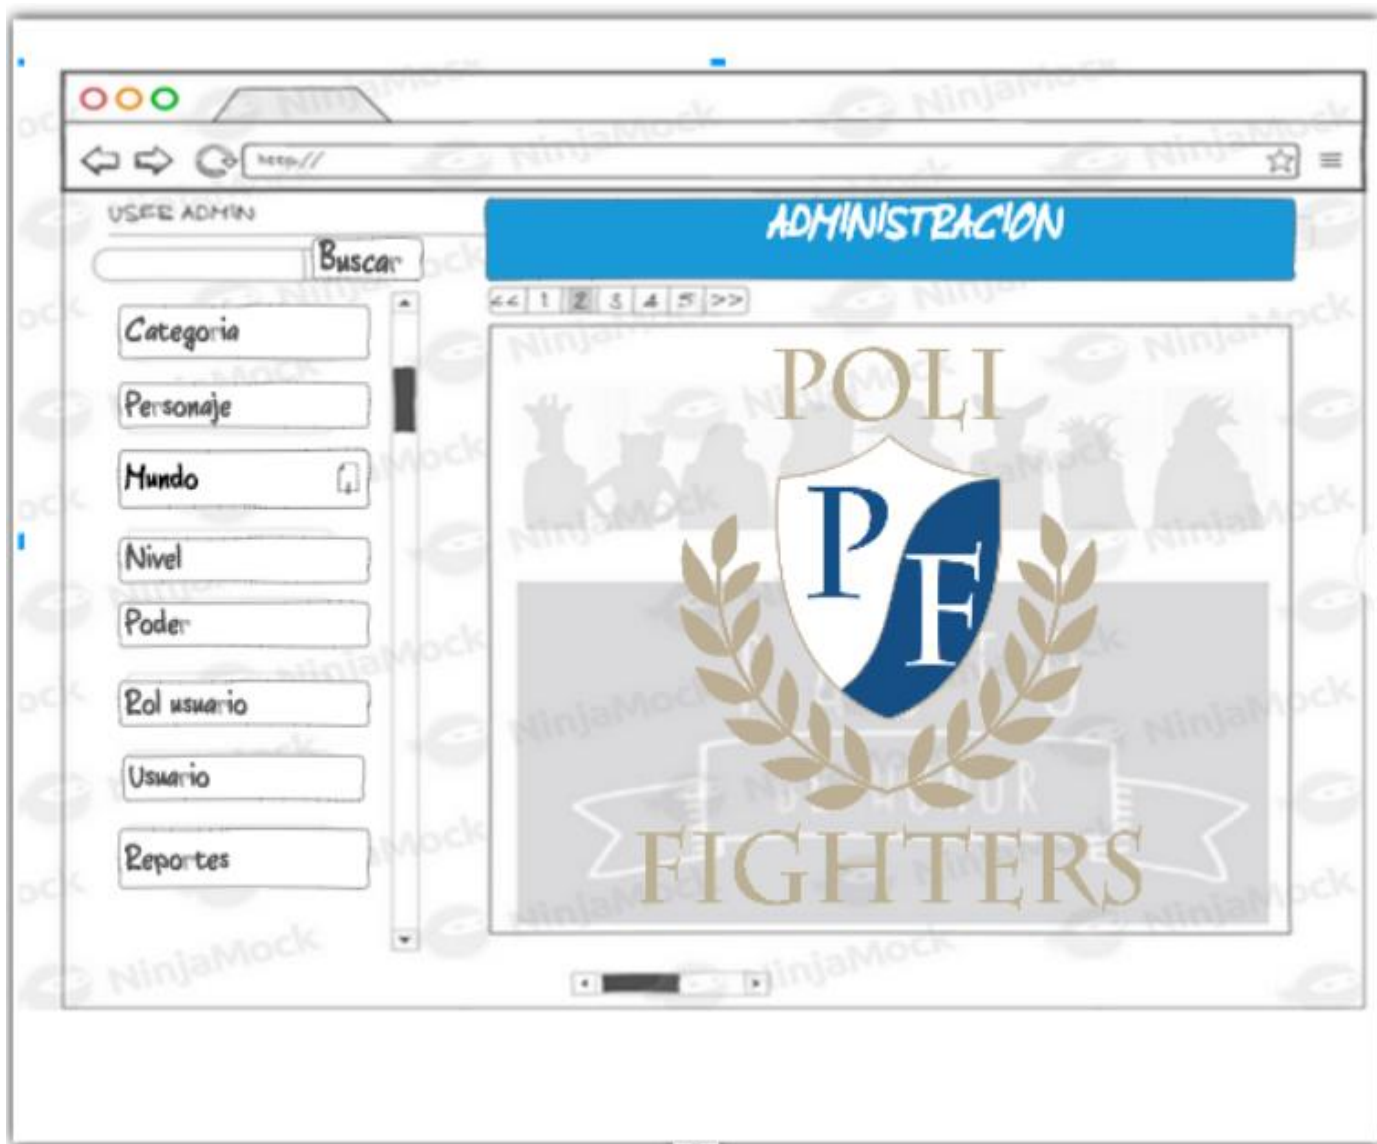 http://
USER ADMIN
ADMINISTRACION
Buscar
<< 1 2 3 4 5 >>
Categoria
Personaje
Mundo
Nivel
Poder
Rol usuario
Usuario
Reportes
POLI
P F
FIGHTERS
NinjaMock